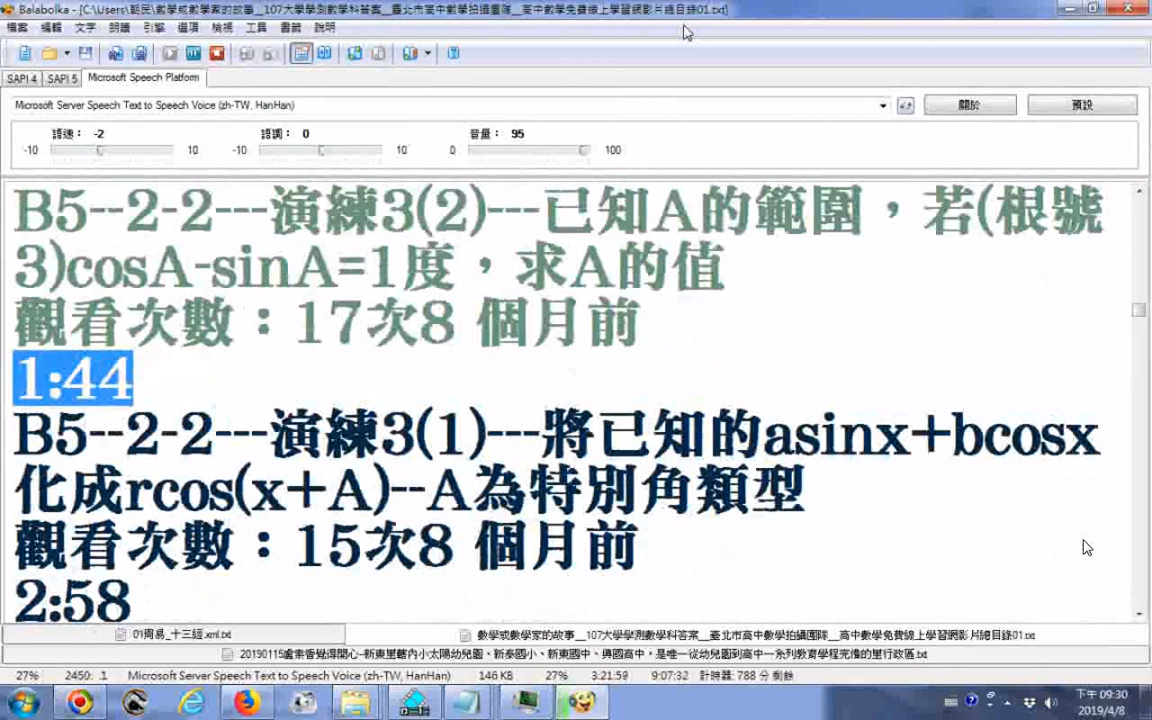 Balabolka - [C:\Users\範民\數學或數學家的故事__107大學學測數學科答案__臺北市高中數學拍攝團隊__高中數學免費線上學習網影片總目錄01.txt]
檔案 編輯 文字 朗讀 引擎 選項 檢視 工具 書籤 說明
SAPI 4 SAPI 5 Microsoft Speech Platform
Microsoft Server Speech Text to Speech Voice (zh-TW, HanHan) 關於 預設
語速： -2 語調： 0 音量： 95
-10 10 -10 10 0 100
B5--2-2---演練3(2)---已知A的範圍，若(根號
3)cosA-sinA=1度，求A的值
觀看次數：17次8 個月前
1:44
B5--2-2---演練3(1)---將已知的asinx+bcosx
化成rcos(x+A)--A為特別角類型
觀看次數：15次8 個月前
2:58
01周易_十三經.xml.txt 數學或數學家的故事__107大學學測數學科答案__臺北市高中數學拍攝團隊__高中數學免費線上學習網影片總目錄01.txt
20190115盧素香覺得開心-新東里轄內小太陽幼兒園、新泰國小、新東國中、興國高中，是唯一從幼兒園到高中一系列教育學程完備的里行政區.txt
27% 2450: 1 Microsoft Server Speech Text to Speech Voice (zh-TW, HanHan) 146 KB 27% 3:21:59 9:07:32 計時器: 788 分 剩餘
下午 09:30
2019/4/8